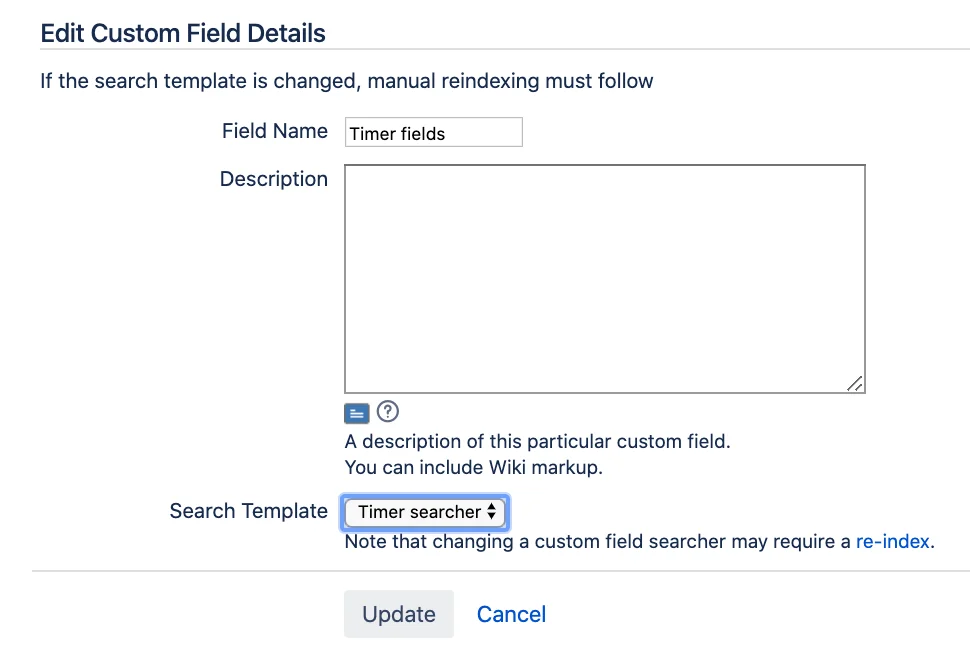 Edit Custom Field Details
If the search template is changed, manual reindexing must follow
Field Name Timer fields
Description
A description of this particular custom field.
You can include Wiki markup.
Search Template Timer searcher
Note that changing a custom field searcher may require a re-index.
Update Cancel